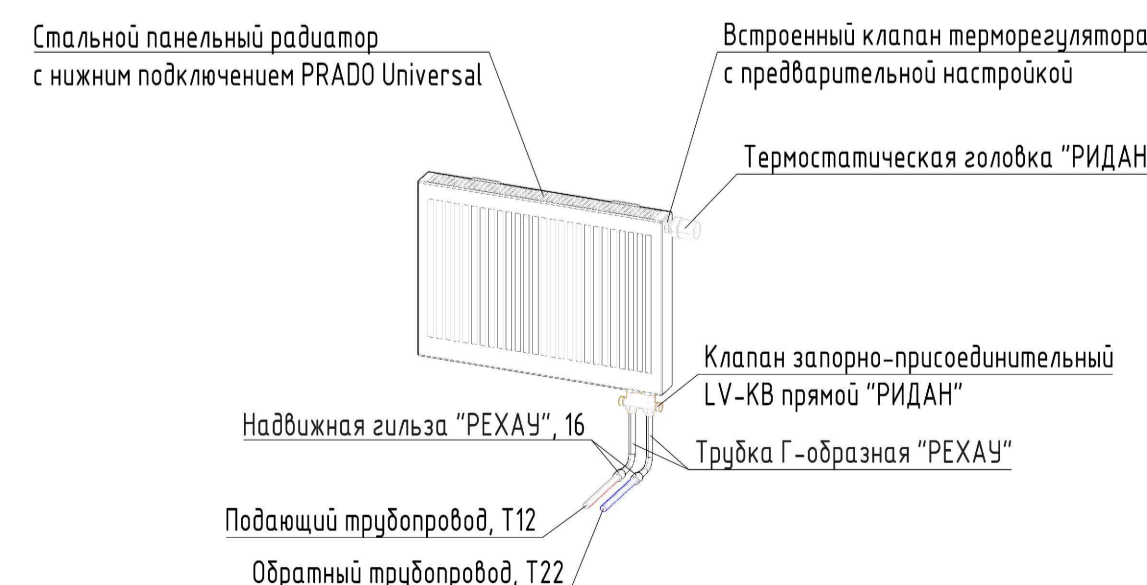 Стальной панельный радиатор
с нижним подключением PRADO Universal
Встроенный клапан терморегулятора
с предварительной настройкой
Термостатическая головка "РИДАН
Клапан запорно-присоединительный
LV-KB прямой "РИДАН"
Надвижная гильза "РЕХАУ", 16
Трубка Г-образная "РЕХАУ"
Подающий трубопровод, Т12
Обратный трубопровод, Т22